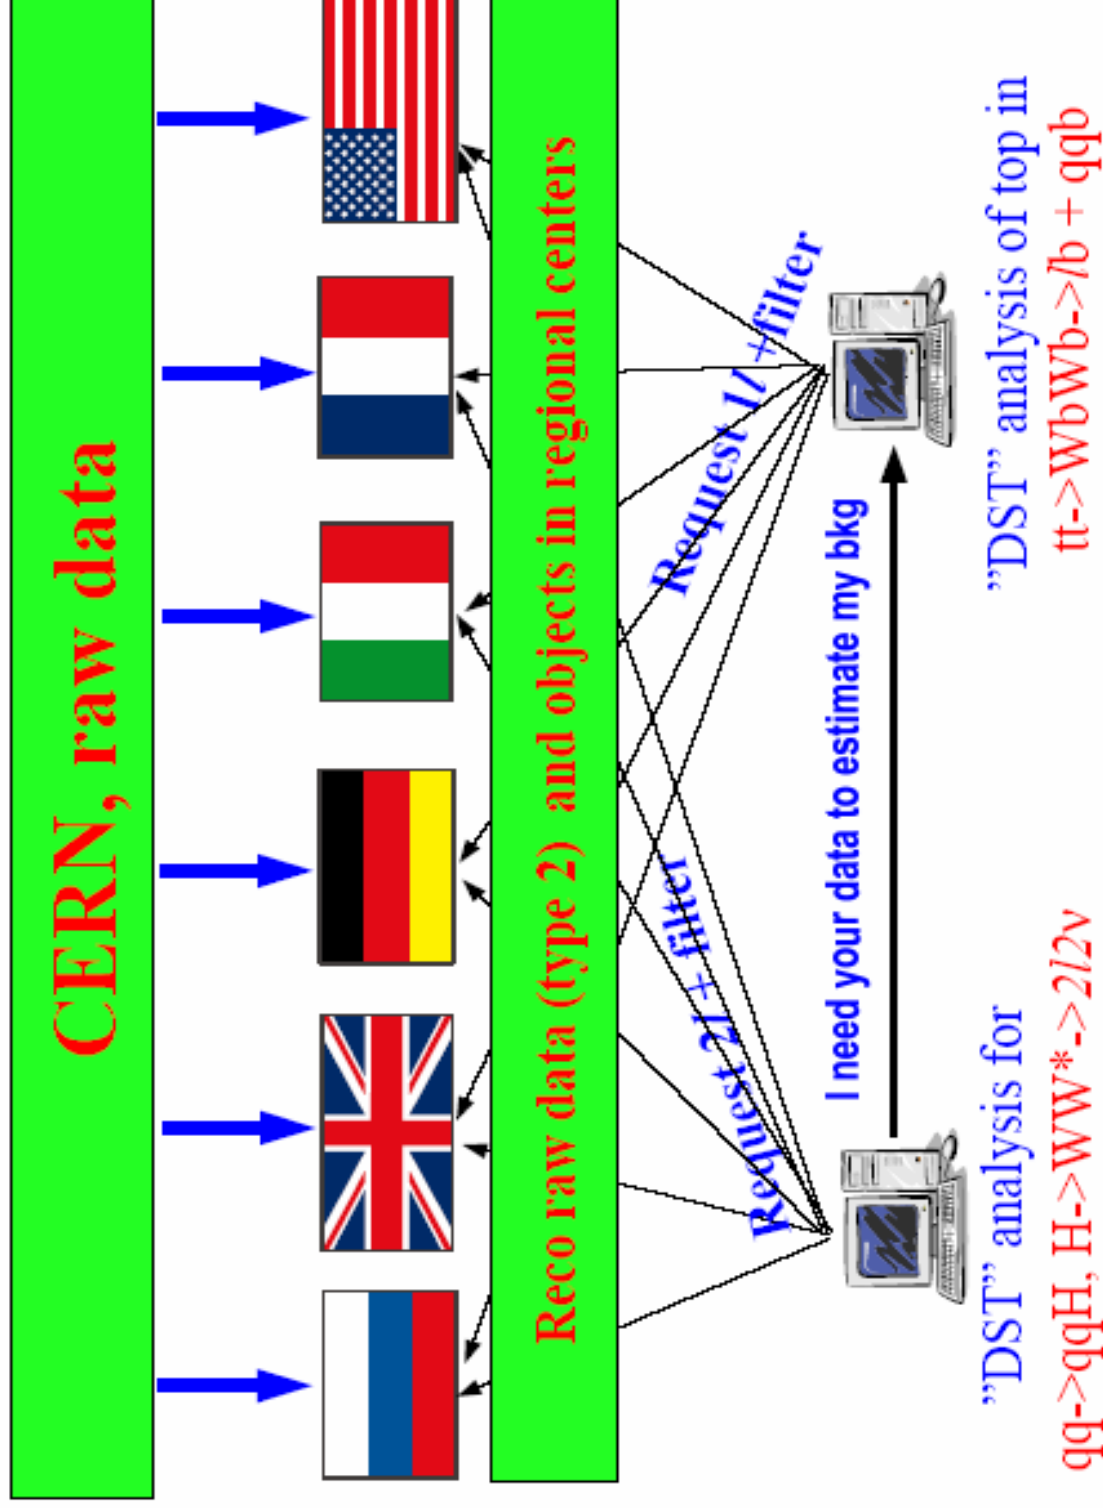 CERN, raw data
Reco raw data (type 2) and objects in regional centers
Request 2l + filter
Request 1l +filter
I need your data to estimate my bkg
”DST” analysis for
qq->qqH, H->WW*->2l2ν
”DST” analysis of top in
tt->WbWb->lb + qqb